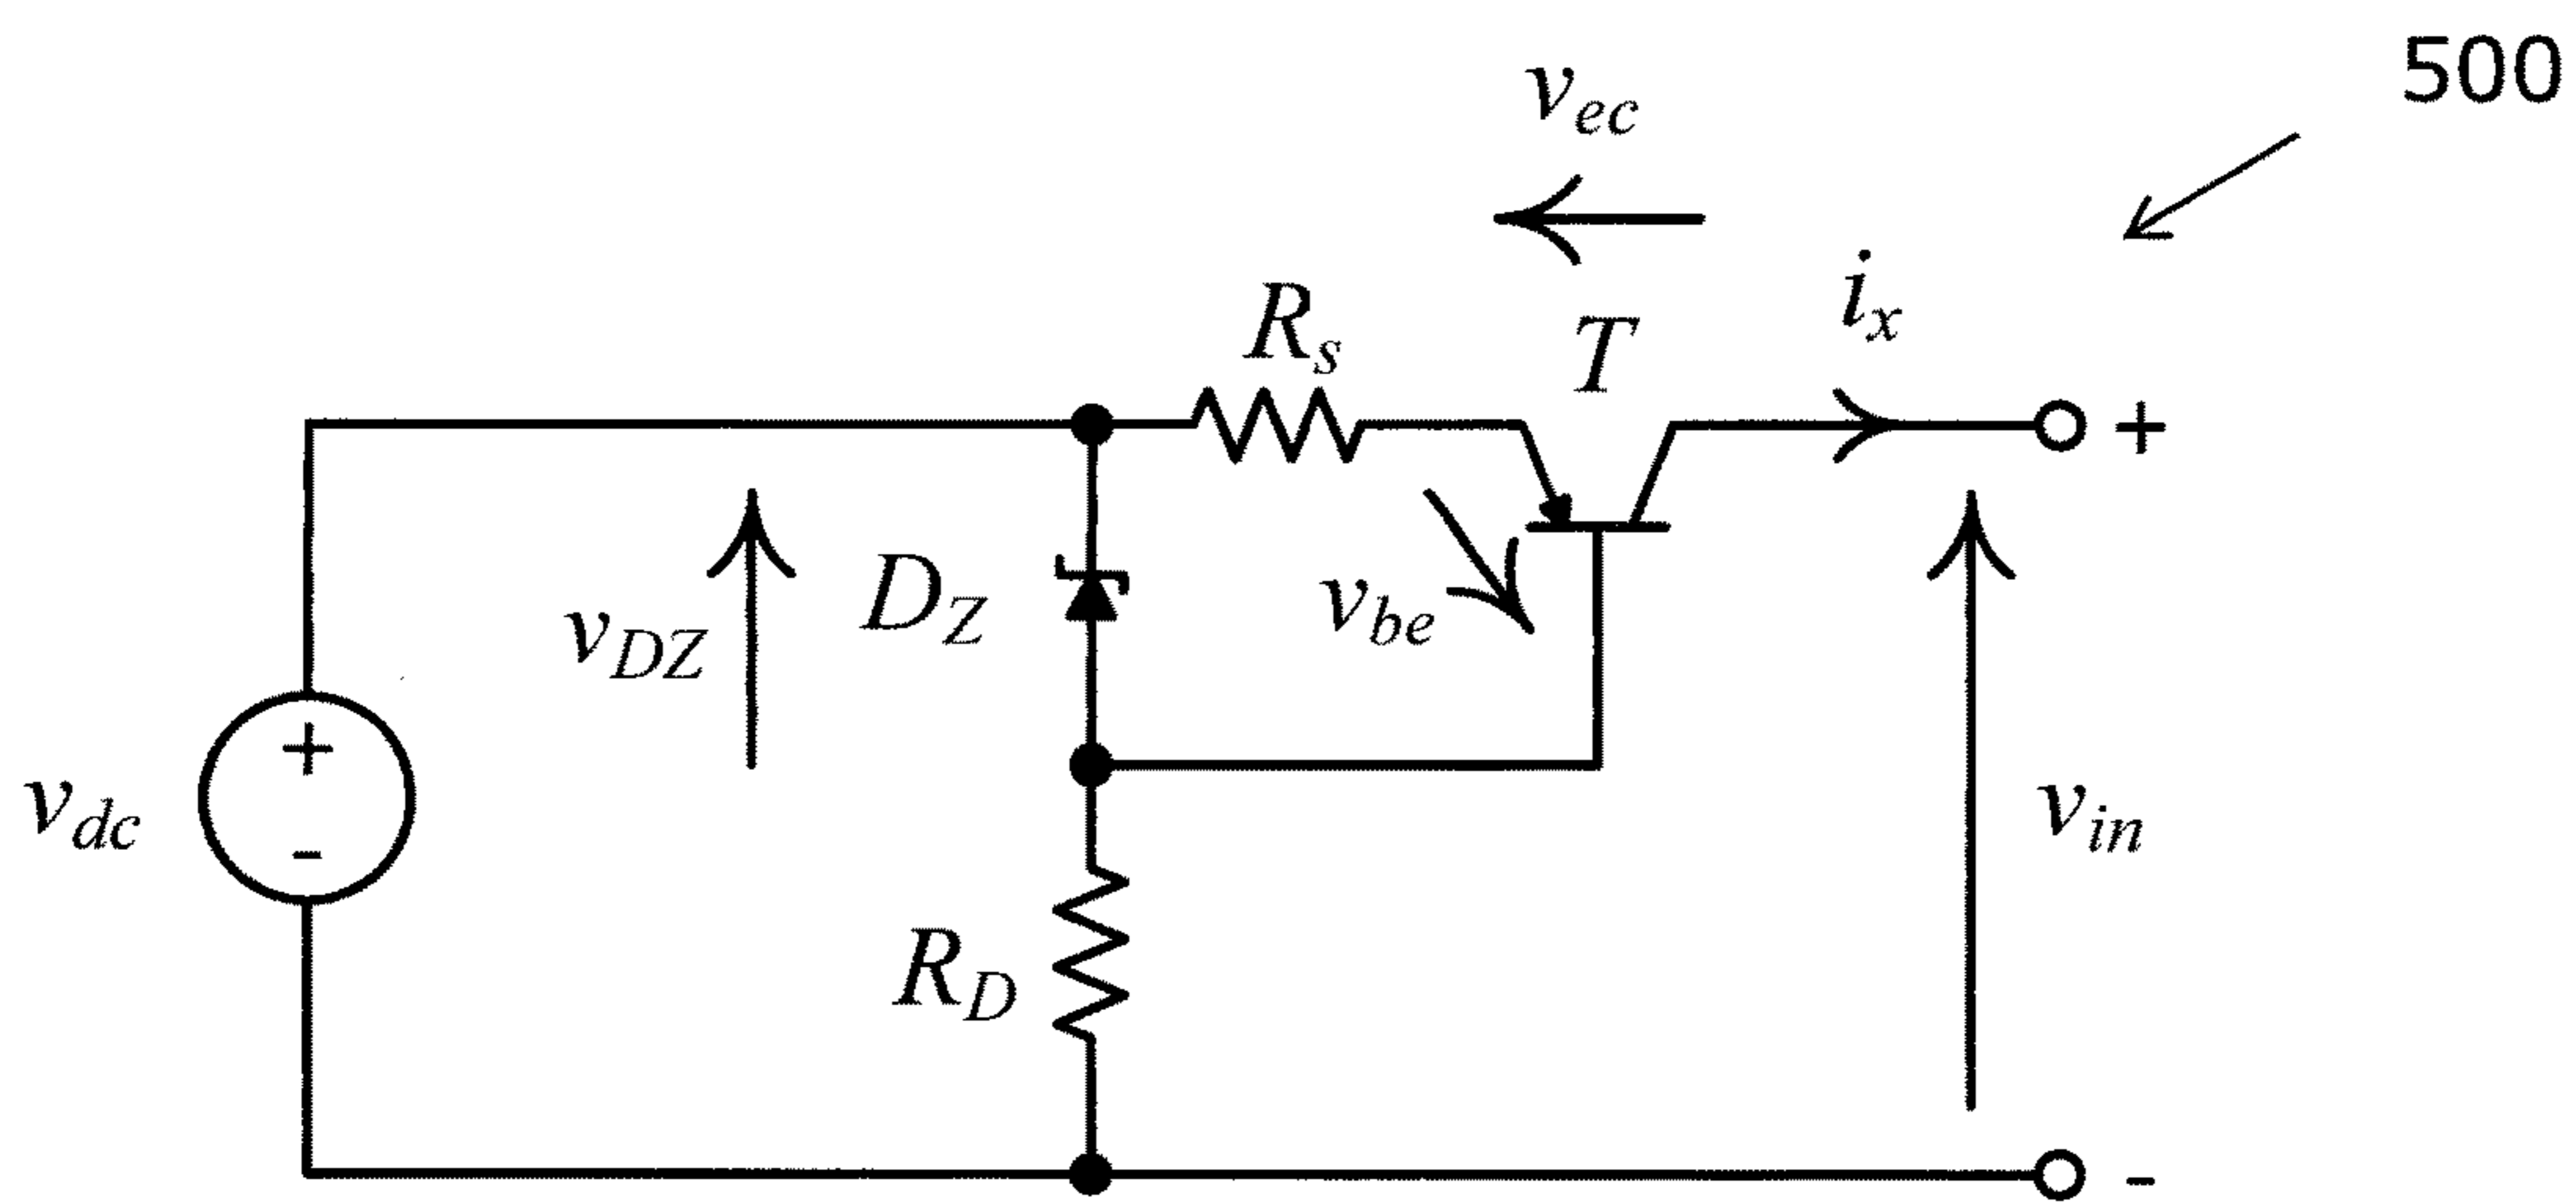 500
v_ec
i_x
R_s
T
v_DZ
D_Z
v_be
+
+
v_dc
-
v_in
R_D
-